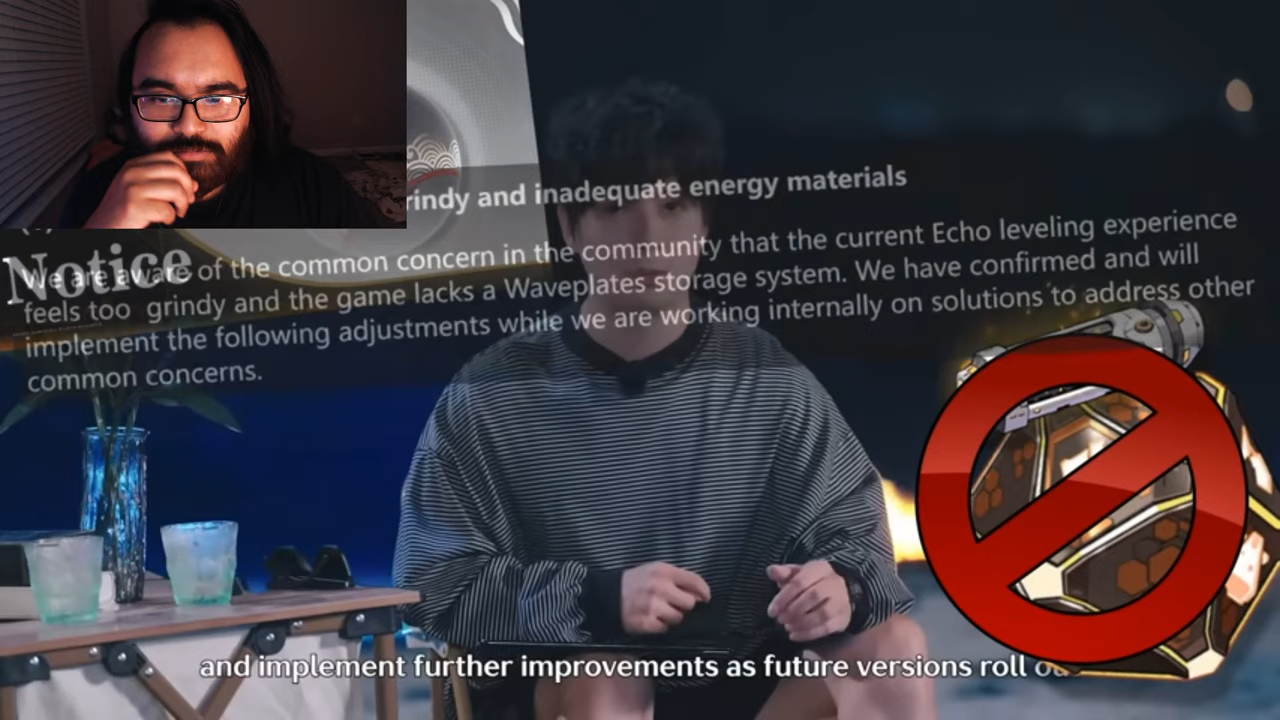 rindy and inadequate energy materials
Notice
We are aware of the common concern in the community that the current Echo leveling experience
feels too grindy and the game lacks a Waveplates storage system. We have confirmed and will
implement the following adjustments while we are working internally on solutions to address other
common concerns.
and implement further improvements as future versions roll